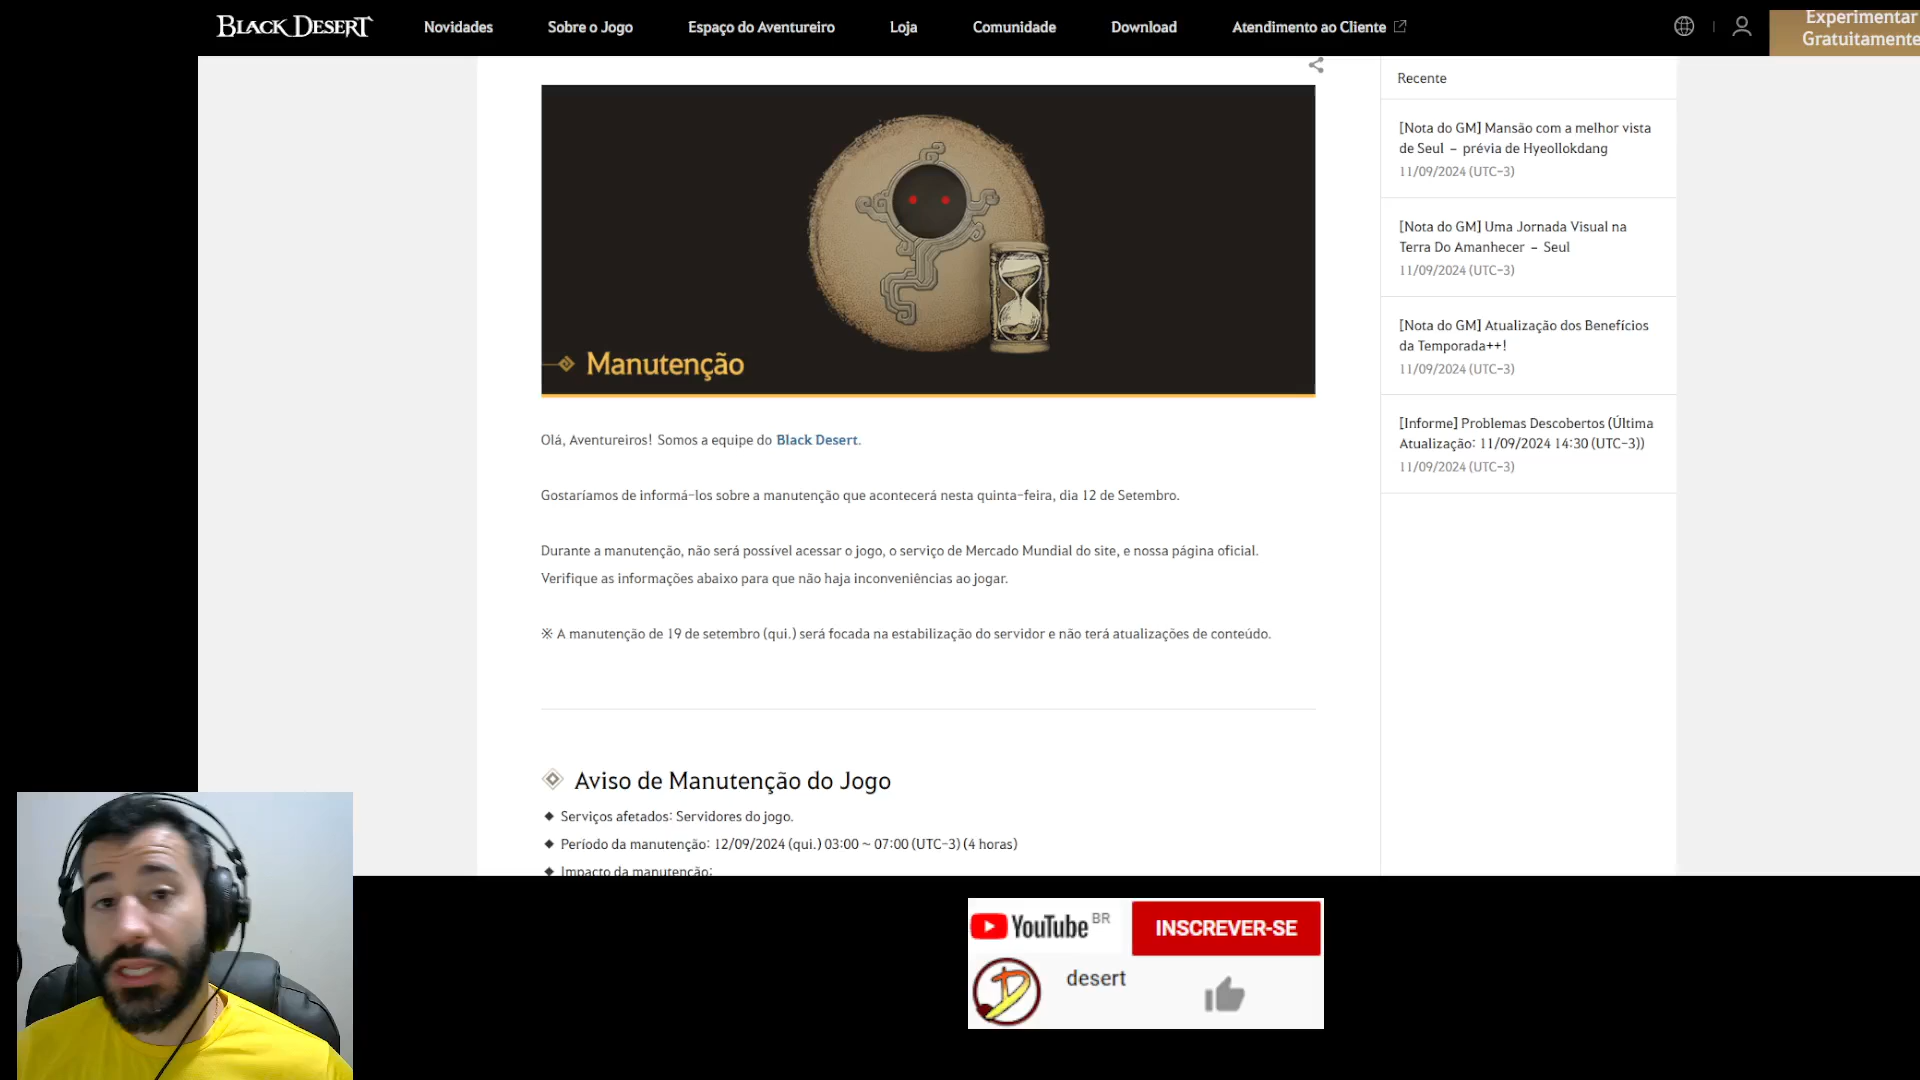 BLACK DESERT
Novidades
Sobre o Jogo
Espaço do Aventureiro
Loja
Comunidade
Download
Atendimento ao Cliente
Experimentar
Gratuitamente
Manutenção
Olá, Aventureiros! Somos a equipe do Black Desert.
Gostaríamos de informá-los sobre a manutenção que acontecerá nesta quinta-feira, dia 12 de Setembro.
Durante a manutenção, não será possível acessar o jogo, o serviço de Mercado Mundial do site, e nossa página oficial.
Verifique as informações abaixo para que não haja inconveniências ao jogar.
※ A manutenção de 19 de setembro (qui.) será focada na estabilização do servidor e não terá atualizações de conteúdo.
Aviso de Manutenção do Jogo
◆ Serviços afetados: Servidores do jogo.
◆ Período da manutenção: 12/09/2024 (qui.) 03:00 ~ 07:00 (UTC-3) (4 horas)
◆ Impacto da manutenção:
Recente
[Nota do GM] Mansão com a melhor vista
de Seul – prévia de Hyeollokdang
11/09/2024 (UTC-3)
[Nota do GM] Uma Jornada Visual na
Terra Do Amanhecer – Seul
11/09/2024 (UTC-3)
[Nota do GM] Atualização dos Benefícios
da Temporada++!
11/09/2024 (UTC-3)
[Informe] Problemas Descobertos (Última
Atualização: 11/09/2024 14:30 (UTC-3))
11/09/2024 (UTC-3)
YouTube BR
INSCREVER-SE
desert